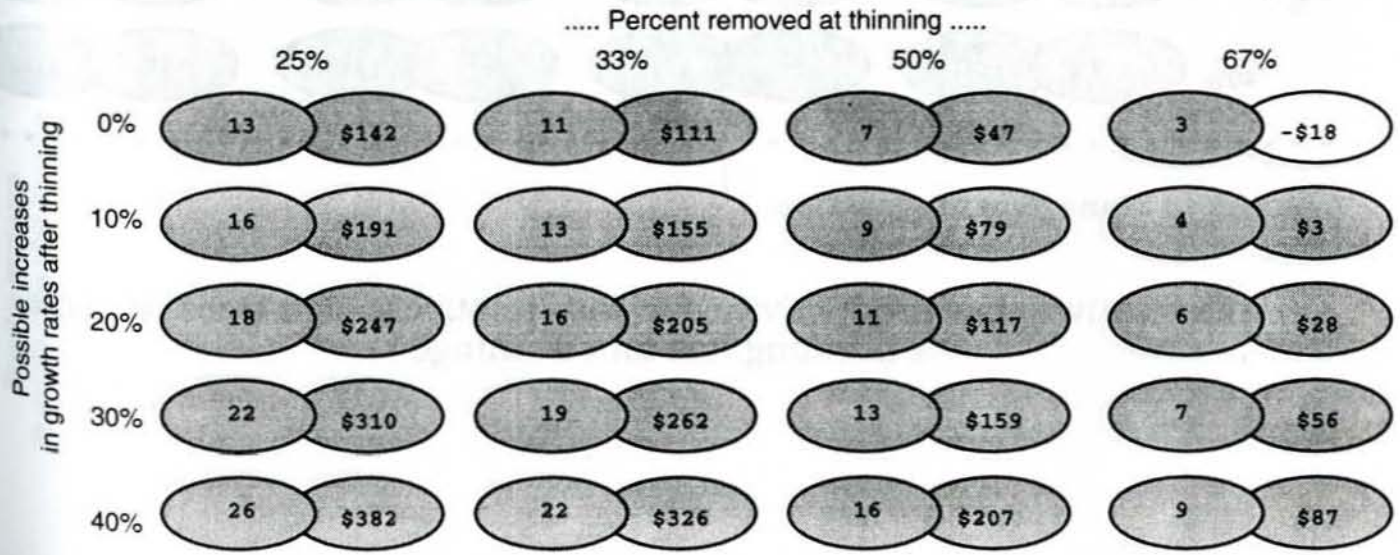 ..... Percent removed at thinning .....
25% 33% 50% 67%
Possible increases
in growth rates after thinning
0% 13 $142 11 $111 7 $47 3 -$18
10% 16 $191 13 $155 9 $79 4 $3
20% 18 $247 16 $205 11 $117 6 $28
30% 22 $310 19 $262 13 $159 7 $56
40% 26 $382 22 $326 16 $207 9 $87